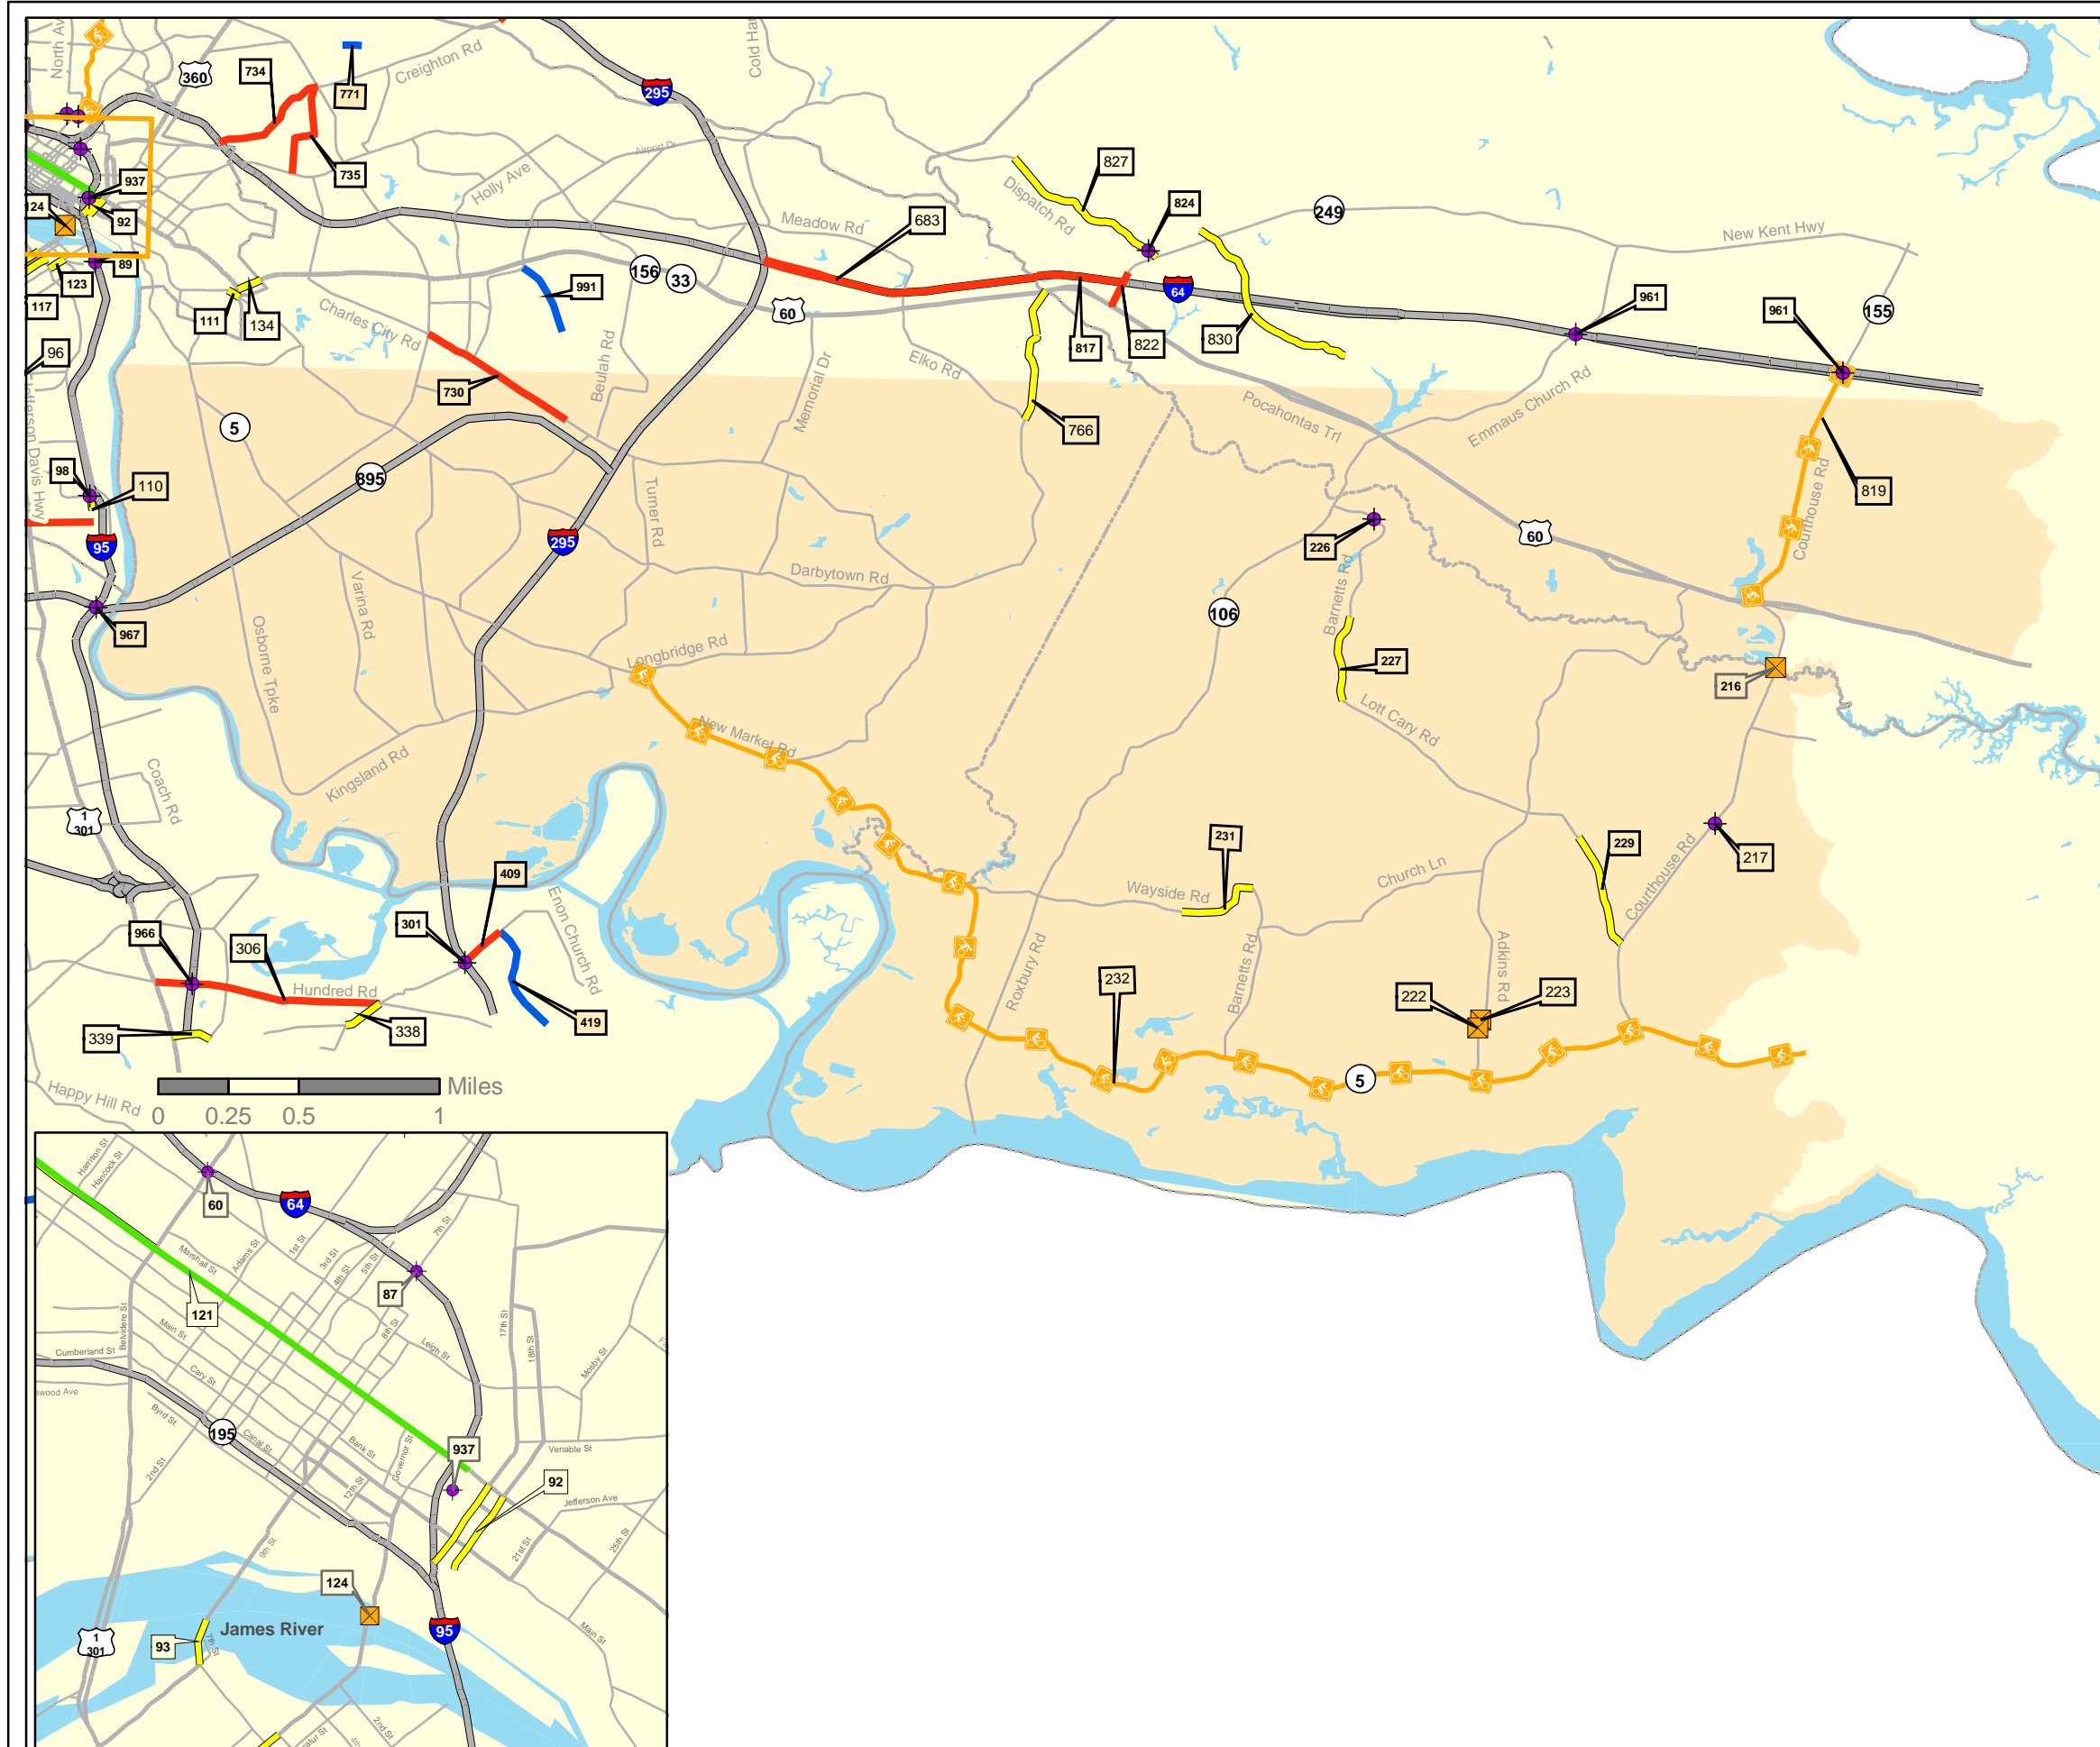 North Av
360
734
771
Creighton Rd
295
Cold Ha
735
Airport Dr
Holly Ave
937
124
92
89
123
117
111
134
96
Meadow Rd
683
Dispatch Rd
827
824
249
New Kent Hwy
156
33
991
60
64
961
961
155
817
822
830
Charles City Rd
730
Beulah Rd
Memorial Dr
Elko Rd
766
Pocahontas Trl
Emmaus Church Rd
819
Courthouse Rd
5
895
Jefferson Davis Hwy
98
110
95
295
Turner Rd
226
60
Darbytown Rd
Varina Rd
Osborne Tpke
967
Barnetts Rd
106
Longbridge Rd
227
216
New Market Rd
Lott Cary Rd
Kingsland Rd
Coach Rd
1
301
217
229
231
Church Ln
Wayside Rd
Courthouse Rd
409
Enon Church Rd
301
966
306
Hundred Rd
419
339
338
Roxbury Rd
232
Barnetts Rd
Adkins Rd
222
223
5
Happy Hill Rd
Miles
0 0.25 0.5 1
Harrison St
Hancock St
60
64
7th St
1st St
3rd St
4th St
5th St
Adams St
Marshall St
121
87
Belvidere St
Main St
8th St
Leigh St
17th St
18th St
Mosby St
Cumberland St
Cary St
ewood Ave
Byrd St
195
Canal St
Bank St
Governor St
937
Venable St
92
2nd St
12th St
Jefferson Ave
9th St
21st St
25th St
124
James River
95
Main St
1
301
93
7th St
2nd St